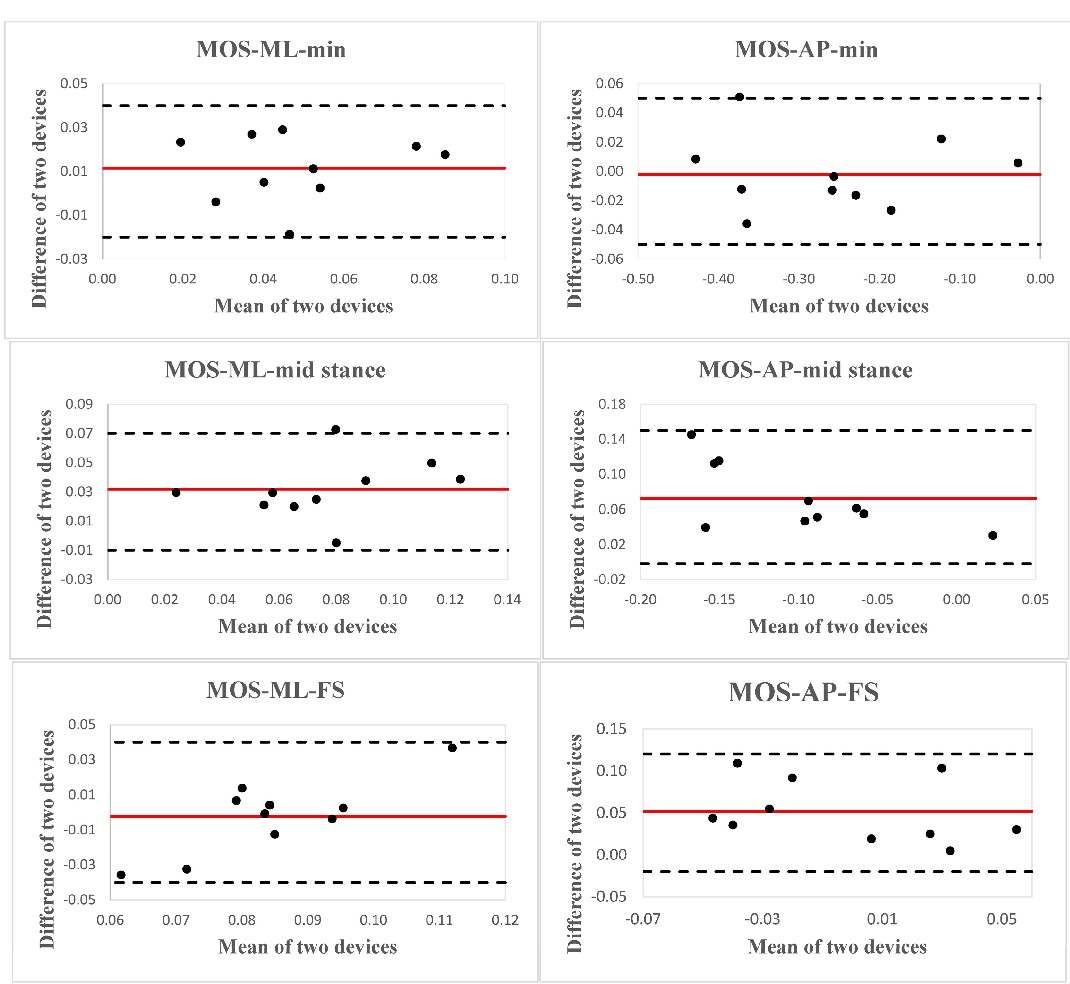 MOS-ML-min
Difference of two devices
0.05
0.03
0.01
-0.01
-0.03
0.00 0.02 0.04 0.06 0.08 0.10
Mean of two devices
MOS-AP-min
Difference of two devices
0.06
0.04
0.02
0.00
-0.02
-0.04
-0.06
-0.50 -0.40 -0.30 -0.20 -0.10 0.00
Mean of two devices
MOS-ML-mid stance
Difference of two devices
0.09
0.07
0.05
0.03
0.01
-0.01
-0.03
0.00 0.02 0.04 0.06 0.08 0.10 0.12 0.14
Mean of two devices
MOS-AP-mid stance
Difference of two devices
0.18
0.14
0.10
0.06
0.02
-0.02
-0.20 -0.15 -0.10 -0.05 0.00 0.05
Mean of two devices
MOS-ML-FS
Difference of two devices
0.05
0.03
0.01
-0.01
-0.03
-0.05
0.06 0.07 0.08 0.09 0.10 0.11 0.12
Mean of two devices
MOS-AP-FS
Difference of two devices
0.15
0.10
0.05
0.00
-0.05
-0.07 -0.03 0.01 0.05
Mean of two devices